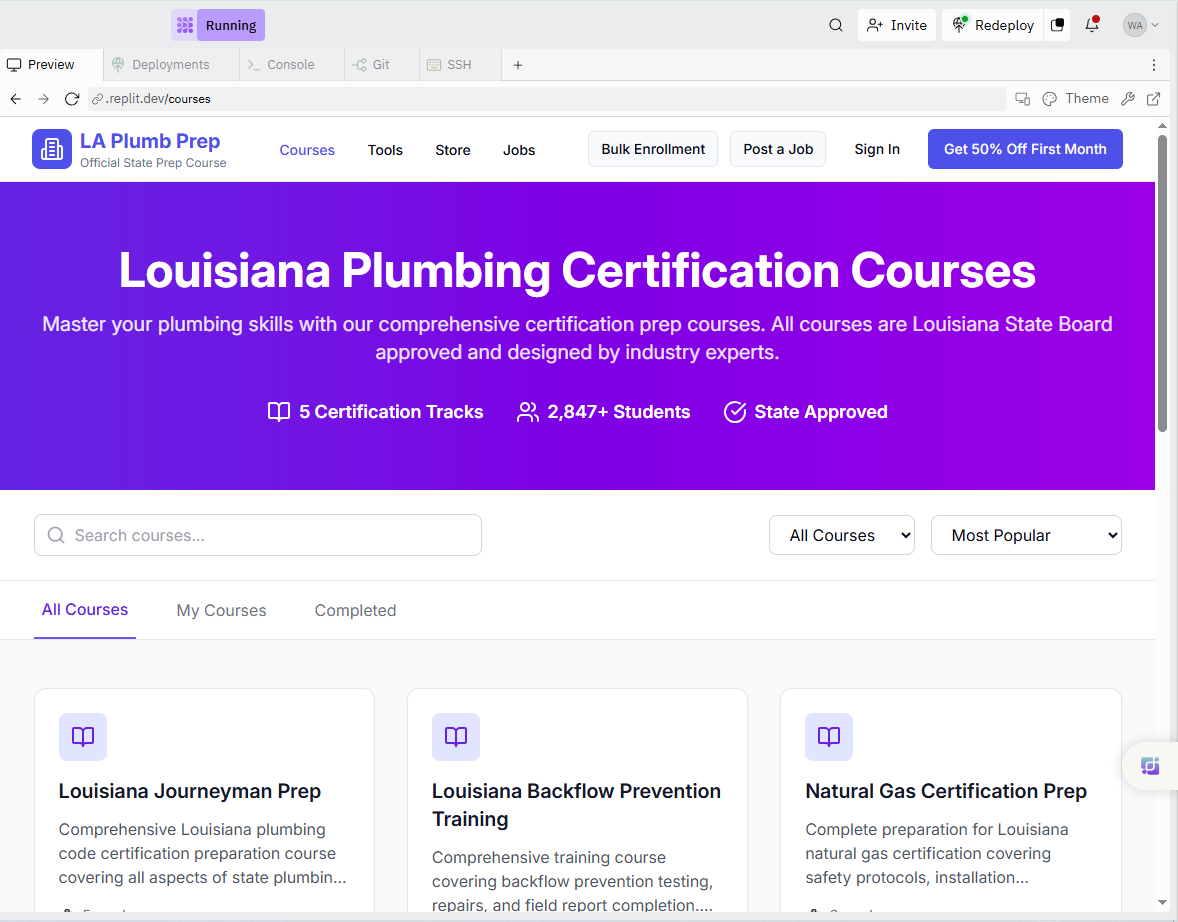 Running
Invite
Redeploy
WA
Preview
Deployments
Console
Git
SSH
.replit.dev/courses
Theme
LA Plumb Prep
Official State Prep Course
Courses
Tools
Store
Jobs
Bulk Enrollment
Post a Job
Sign In
Get 50% Off First Month
Louisiana Plumbing Certification Courses
Master your plumbing skills with our comprehensive certification prep courses. All courses are Louisiana State Board
approved and designed by industry experts.
5 Certification Tracks
2,847+ Students
State Approved
Search courses...
All Courses
Most Popular
All Courses
My Courses
Completed
Louisiana Journeyman Prep
Comprehensive Louisiana plumbing
code certification preparation course
covering all aspects of state plumbin...
Louisiana Backflow Prevention
Training
Comprehensive training course
covering backflow prevention testing,
repairs, and field report completion....
Natural Gas Certification Prep
Complete preparation for Louisiana
natural gas certification covering
safety protocols, installation...